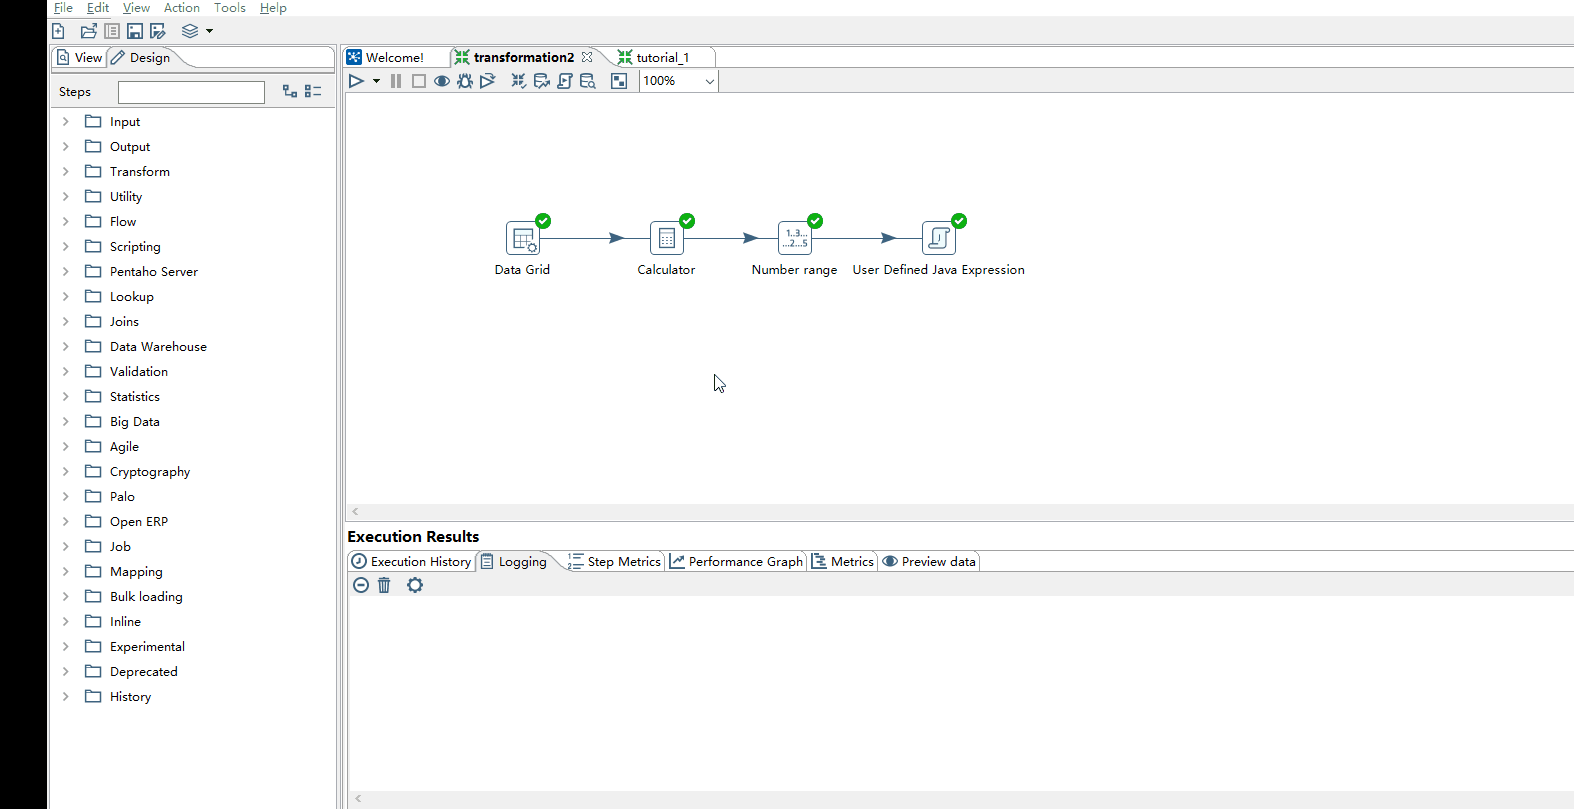 File Edit View Action Tools Help
View Design
Welcome! transformation2 tutorial_1
Steps
100%
Input
Output
Transform
Utility
Flow
Scripting
Pentaho Server
Lookup
Joins
Data Warehouse
Validation
Statistics
Big Data
Agile
Cryptography
Palo
Open ERP
Job
Mapping
Bulk loading
Inline
Experimental
Deprecated
History
1..3...
...2...5
Data Grid Calculator Number range User Defined Java Expression
Execution Results
Execution History Logging Step Metrics Performance Graph Metrics Preview data